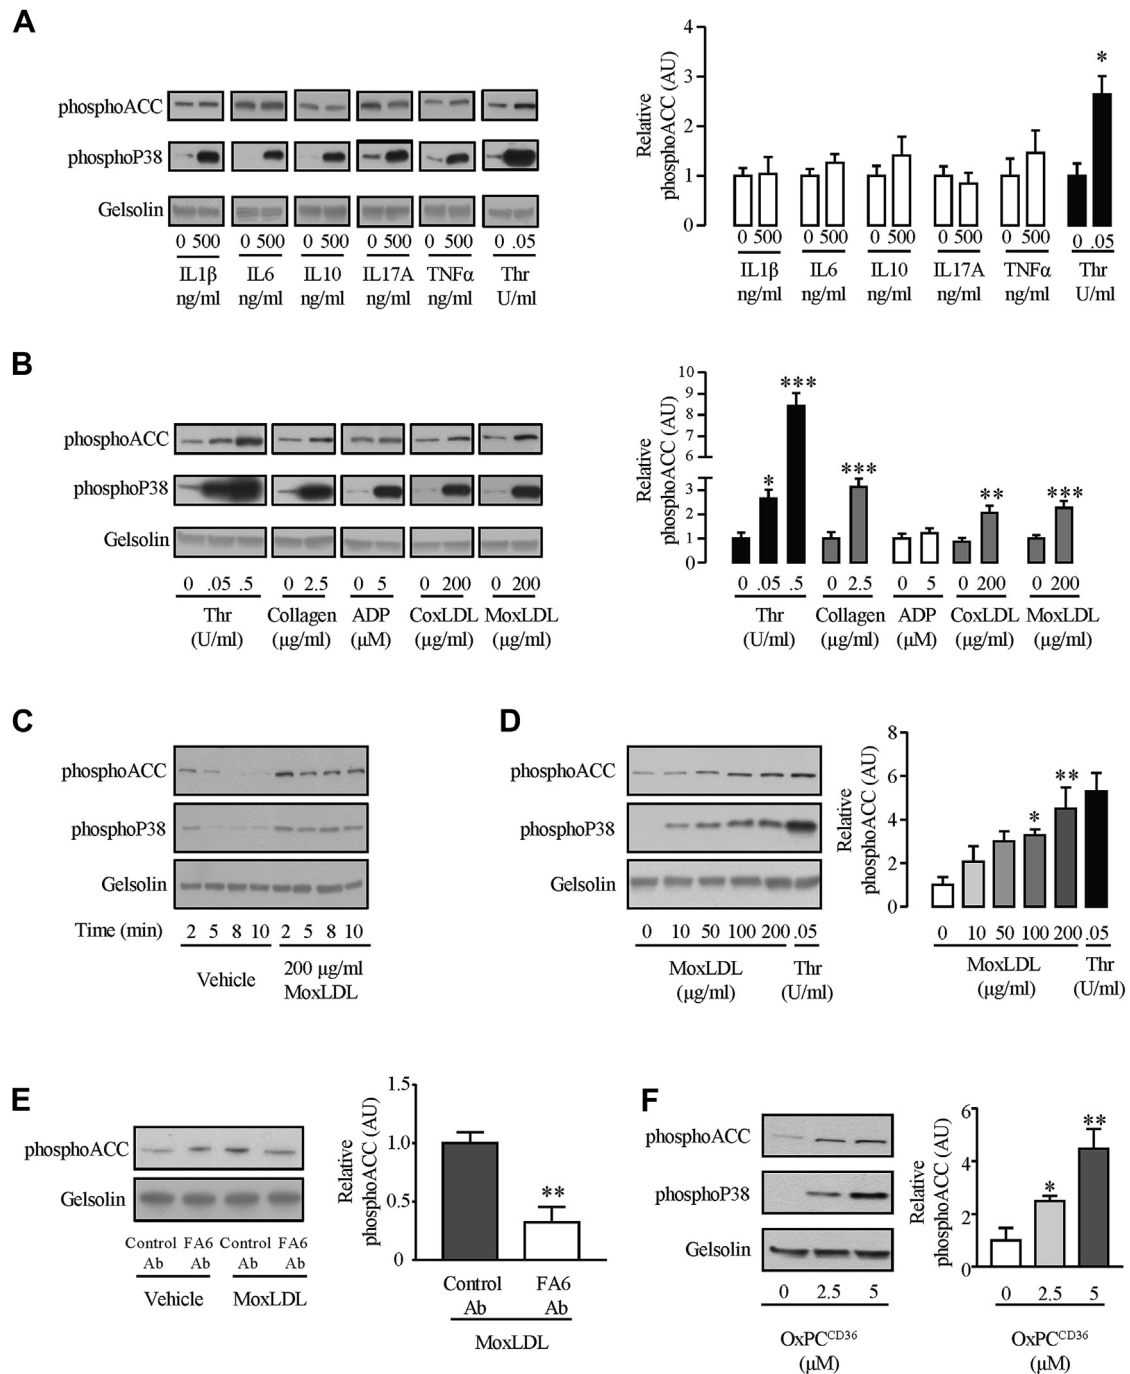 A
phosphoACC
phosphoP38
Gelsolin
0 500 0 500 0 500 0 500 0 500 0 .05
IL1β IL6 IL10 IL17A TNFα Thr
ng/ml ng/ml ng/ml ng/ml ng/ml U/ml
Relative
phosphoACC (AU)
4
3
2
1
0
*
0 500 0 500 0 500 0 500 0 500 0 .05
IL1β IL6 IL10 IL17A TNFα Thr
ng/ml ng/ml ng/ml ng/ml ng/ml U/ml
B
phosphoACC
phosphoP38
Gelsolin
0 .05 .5 0 2.5 0 5 0 200 0 200
Thr Collagen ADP CoxLDL MoxLDL
(U/ml) (μg/ml) (μM) (μg/ml) (μg/ml)
Relative
phosphoACC (AU)
10
9
8
7
6
3
2
1
0
* *** *** ** ***
0 .05 .5 0 2.5 0 5 0 200 0 200
Thr Collagen ADP CoxLDL MoxLDL
(U/ml) (μg/ml) (μM) (μg/ml) (μg/ml)
C
phosphoACC
phosphoP38
Gelsolin
Time (min) 2 5 8 10 2 5 8 10
Vehicle 200 μg/ml
MoxLDL
D
phosphoACC
phosphoP38
Gelsolin
0 10 50 100 200 .05
MoxLDL Thr
(μg/ml) (U/ml)
Relative
phosphoACC (AU)
8
6
4
2
0
* **
0 10 50 100 200 .05
MoxLDL Thr
(μg/ml) (U/ml)
E
phosphoACC
Gelsolin
Control FA6 Control FA6
Ab Ab Ab Ab
Vehicle MoxLDL
Relative
phosphoACC (AU)
1.5
1.0
0.5
0
**
Control FA6
Ab Ab
MoxLDL
F
phosphoACC
phosphoP38
Gelsolin
0 2.5 5
OxPCCD36
(μM)
Relative
phosphoACC (AU)
6
4
2
0
* **
0 2.5 5
OxPCCD36
(μM)